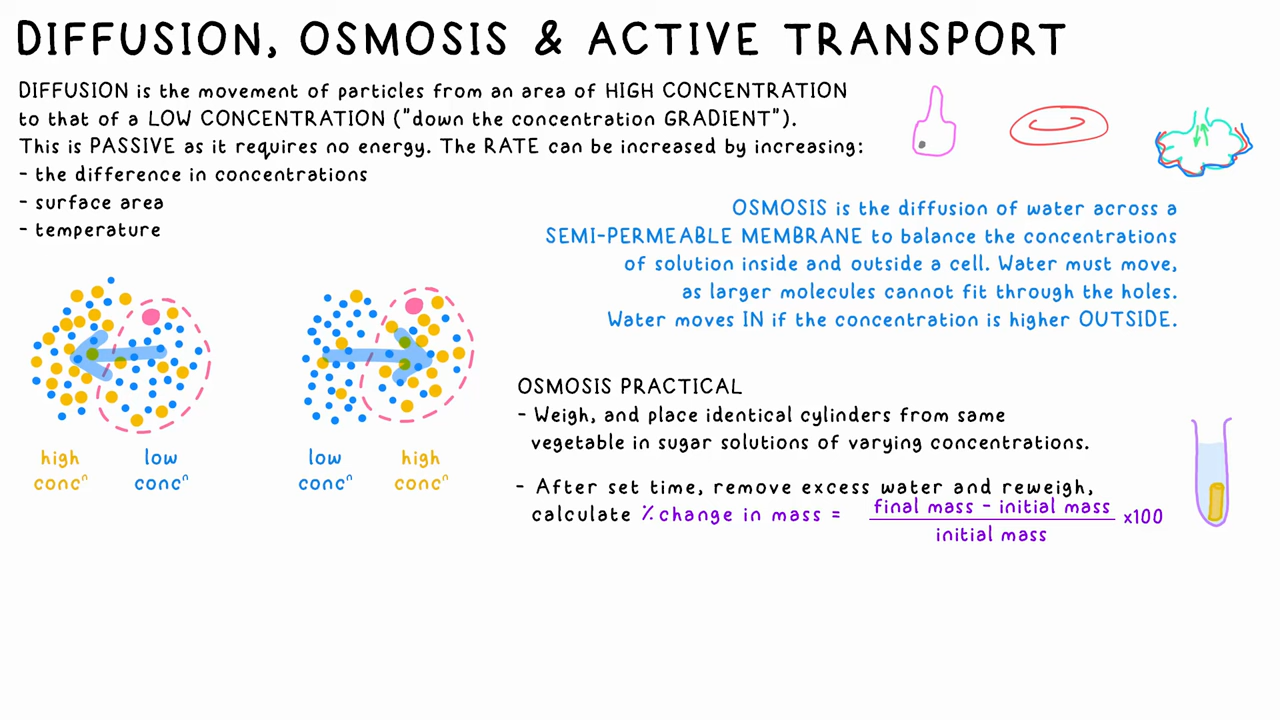 DIFFUSION, OSMOSIS & ACTIVE TRANSPORT
DIFFUSION is the movement of particles from an area of HIGH CONCENTRATION
to that of a LOW CONCENTRATION ("down the concentration GRADIENT").
This is PASSIVE as it requires no energy. The RATE can be increased by increasing:
- the difference in concentrations
- surface area
- temperature
OSMOSIS is the diffusion of water across a
SEMI-PERMEABLE MEMBRANE to balance the concentrations
of solution inside and outside a cell. Water must move,
as larger molecules cannot fit through the holes.
Water moves IN if the concentration is higher OUTSIDE.
high concⁿ
low concⁿ
low concⁿ
high concⁿ
OSMOSIS PRACTICAL
- Weigh, and place identical cylinders from same
vegetable in sugar solutions of varying concentrations.
- After set time, remove excess water and reweigh,
calculate % change in mass = final mass - initial mass x100
initial mass